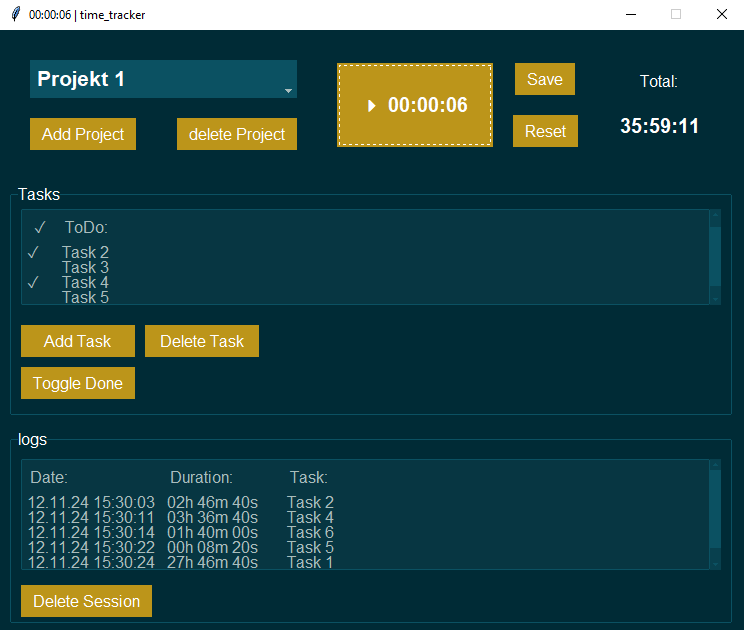 00:00:06 | time_tracker
Projekt 1
Add Project
delete Project
00:00:06
Save
Reset
Total:
35:59:11
Tasks
✓ ToDo:
✓ Task 2
Task 3
✓ Task 4
Task 5
Add Task
Delete Task
Toggle Done
logs
Date: Duration: Task:
12.11.24 15:30:03 02h 46m 40s Task 2
12.11.24 15:30:11 03h 36m 40s Task 4
12.11.24 15:30:14 01h 40m 00s Task 6
12.11.24 15:30:22 00h 08m 20s Task 5
12.11.24 15:30:24 27h 46m 40s Task 1
Delete Session